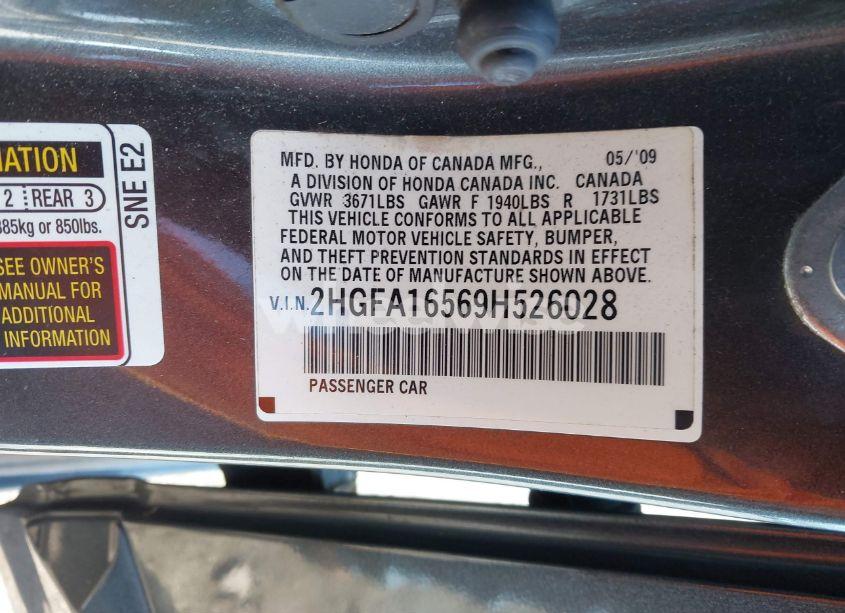 MATION
2 REAR 3
385kg or 850lbs.
SEE OWNER'S
MANUAL FOR
ADDITIONAL
INFORMATION
SNE E2
MFD. BY HONDA OF CANADA MFG., 05/'09
A DIVISION OF HONDA CANADA INC. CANADA
GVWR 3671LBS GAWR F 1940LBS R 1731LBS
THIS VEHICLE CONFORMS TO ALL APPLICABLE
FEDERAL MOTOR VEHICLE SAFETY, BUMPER,
AND THEFT PREVENTION STANDARDS IN EFFECT
ON THE DATE OF MANUFACTURE SHOWN ABOVE.
V.I.N. 2HGFA16569H526028
PASSENGER CAR